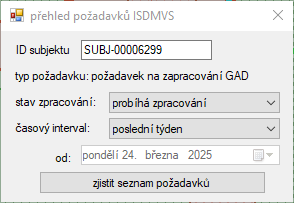 přehled požadavků ISDMVS
ID subjektu SUBJ-00006299
typ požadavku: požadavek na zapracování GAD
stav zpracování: probíhá zpracování
časový interval: poslední týden
od: pondělí 24. března 2025
zjistit seznam požadavků